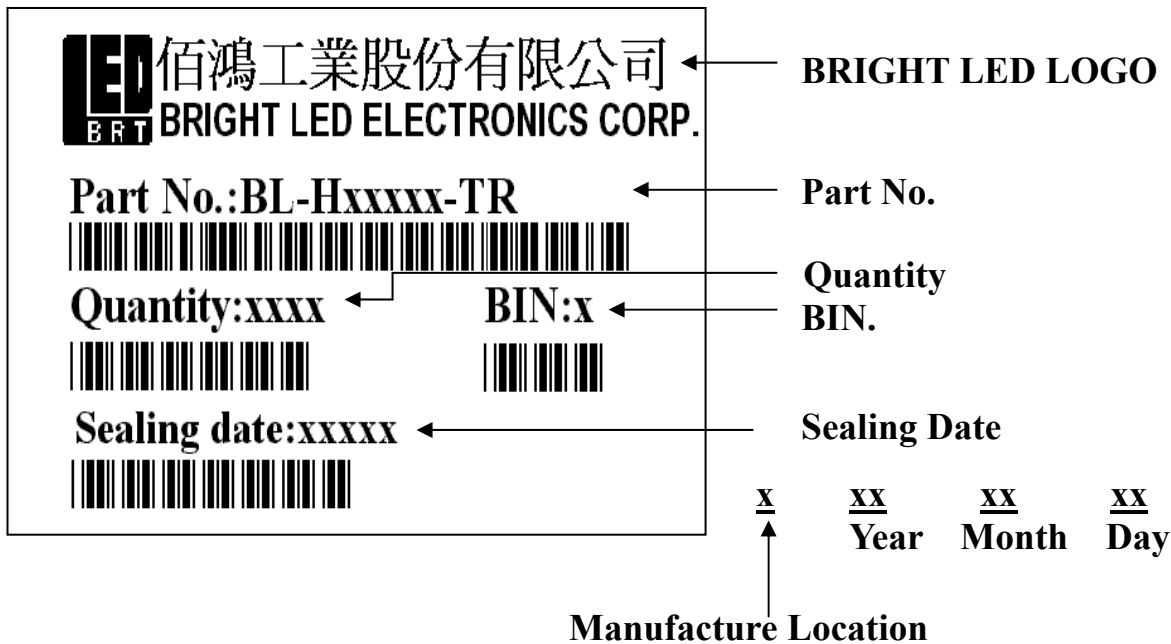 LED 佰鴻工業股份有限公司 BRIGHT LED LOGO
BRT BRIGHT LED ELECTRONICS CORP.
Part No.:BL-Hxxxxx-TR Part No.
Quantity
Quantity:xxxx BIN:x BIN.
Sealing date:xxxxx Sealing Date
x xx xx xx
Year Month Day
Manufacture Location